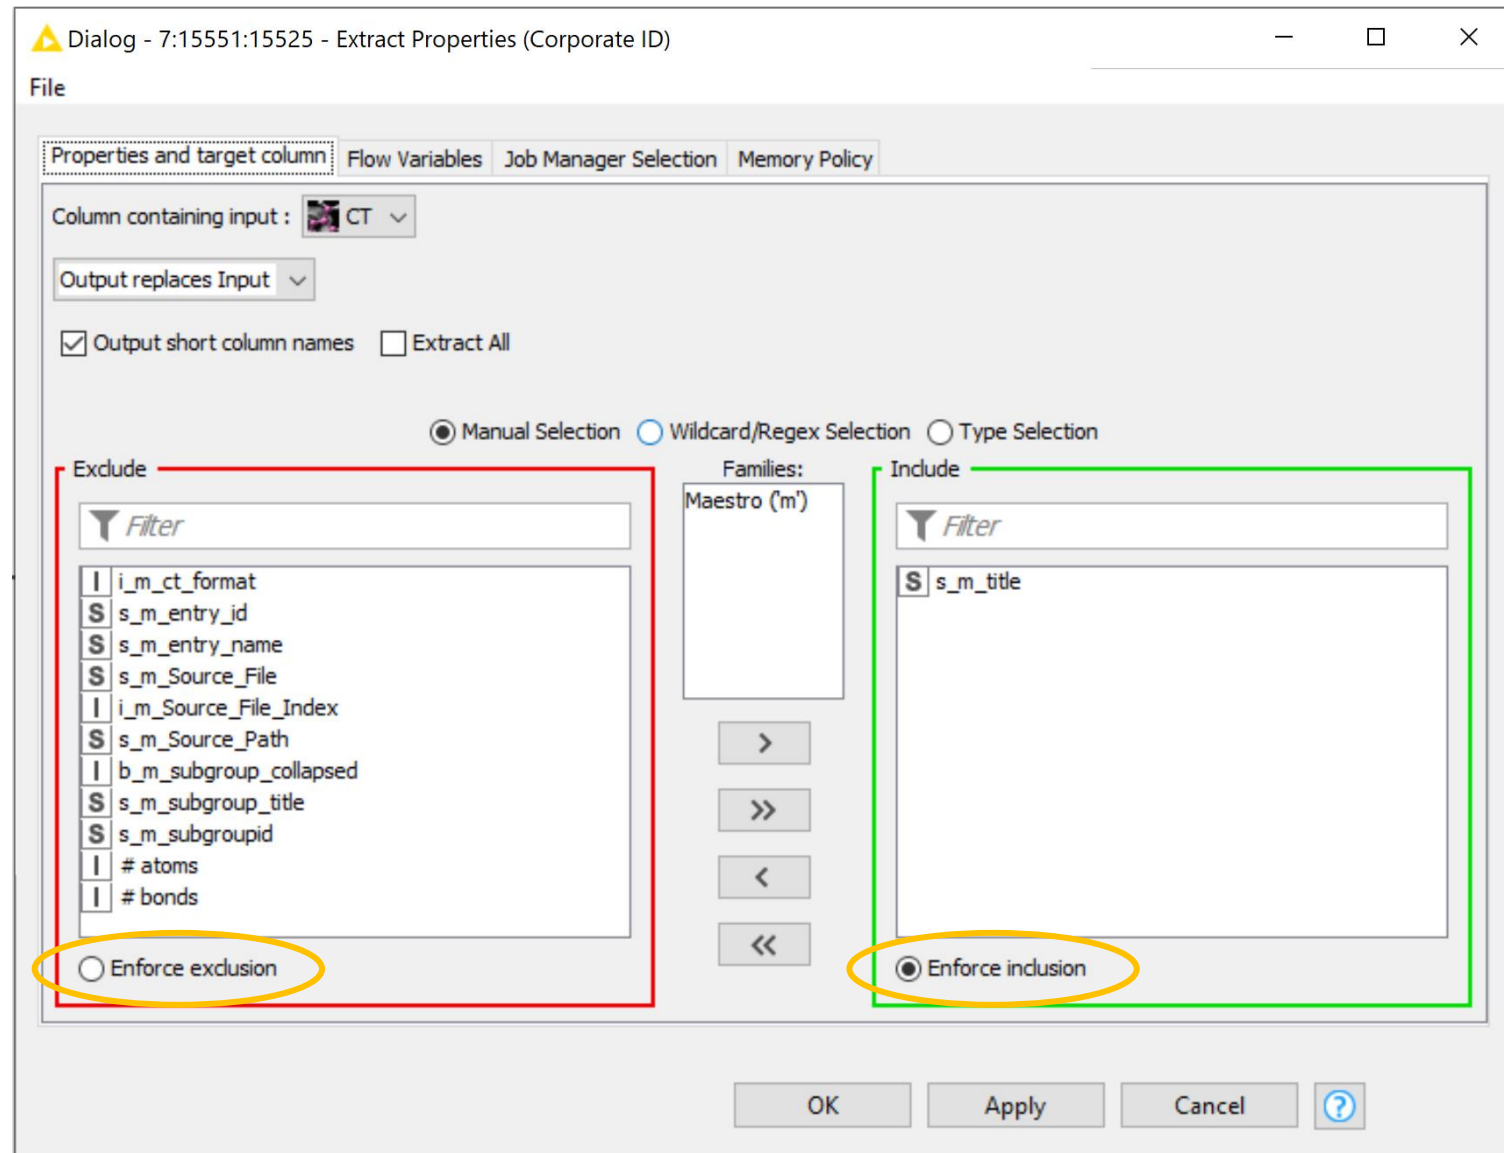 Dialog - 7:15551:15525 - Extract Properties (Corporate ID)
File
Properties and target column Flow Variables Job Manager Selection Memory Policy
Column containing input : CT
Output replaces Input
Output short column names Extract All
Manual Selection Wildcard/Regex Selection Type Selection
Exclude
Filter
I i_m_ct_format
S s_m_entry_id
S s_m_entry_name
S s_m_Source_File
I i_m_Source_File_Index
S s_m_Source_Path
I b_m_subgroup_collapsed
S s_m_subgroup_title
S s_m_subgroupid
I # atoms
I # bonds
Enforce exclusion
Families:
Maestro ('m')
>
>>
<
<<
Include
Filter
S s_m_title
Enforce inclusion
OK Apply Cancel ?